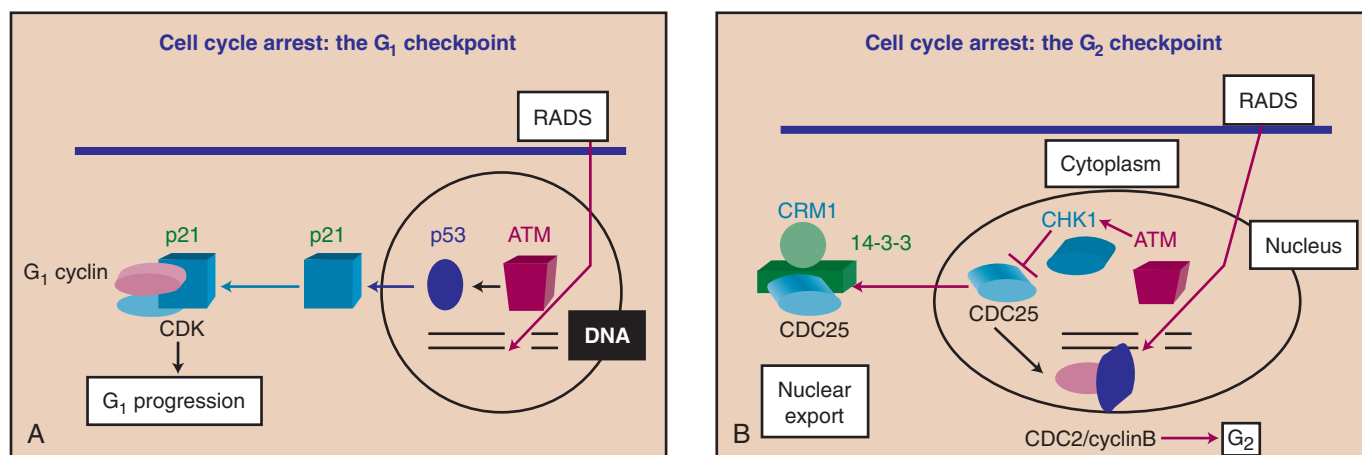 Cell cycle arrest: the G₁ checkpoint
RADS
p21
p21
p53
ATM
G₁ cyclin
CDK
DNA
G₁ progression
A
Cell cycle arrest: the G₂ checkpoint
RADS
Cytoplasm
CRM1
CHK1
14-3-3
ATM
Nucleus
CDC25
CDC25
Nuclear
export
CDC2/cyclinB
G₂
B